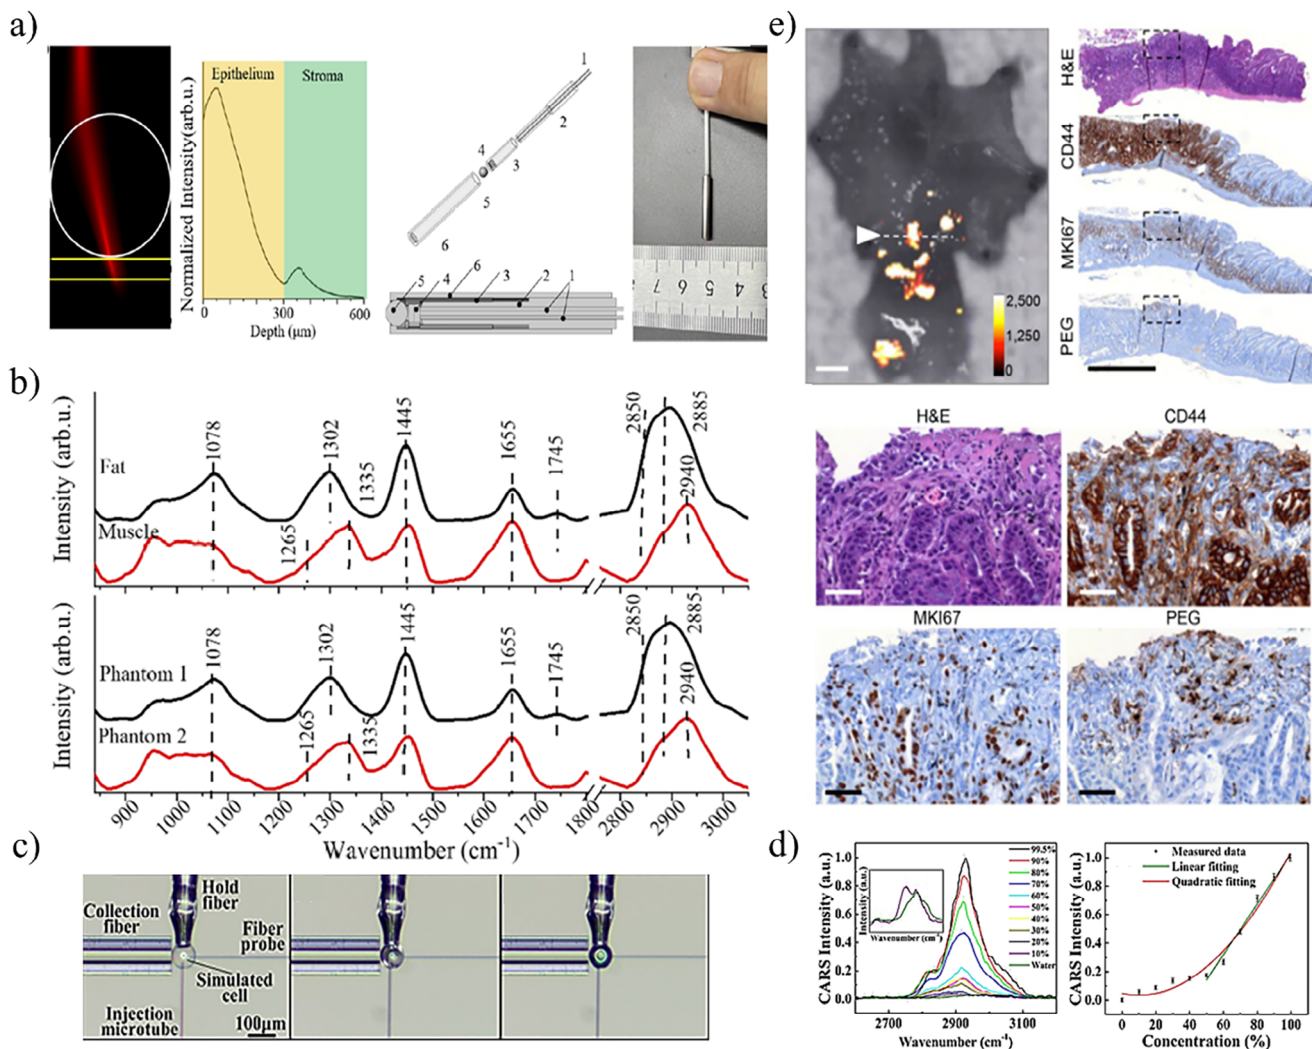 a)
Normalized Intensity(arb.u.)
Epithelium
Stroma
0
300
600
Depth (μm)
1
2
3
4
5
6
5
4
6
3
2
1
7
6
5
4
3
b)
Intensity (arb.u.)
Fat
Muscle
1078
1302
1335
1445
1655
1745
2850
2885
2940
1265
Intensity (arb.u.)
Phantom 1
Phantom 2
1078
1302
1265
1335
1445
1655
1745
2850
2885
2940
900 1000 1100 1200 1300 1400 1500 1600 1700 1800 2800 2900 3000
Wavenumber (cm⁻¹)
c)
Hold
fiber
Collection
fiber
Fiber
probe
Simulated
cell
Injection
microtube
100μm
e)
2,500
1,250
0
H&E
CD44
MKI67
PEG
H&E
CD44
MKI67
PEG
d)
CARS Intensity (a.u.)
1.0
0.8
0.6
0.4
0.2
0.0
Intensity (a.u.)
Wavenumber (cm⁻¹)
99.5%
90%
80%
70%
60%
50%
40%
30%
20%
10%
Water
2700 2900 3100
Wavenumber (cm⁻¹)
CARS Intensity (a.u.)
1.0
0.8
0.6
0.4
0.2
0.0
Measured data
Linear fitting
Quadratic fitting
0 20 40 60 80 100
Concentration (%)